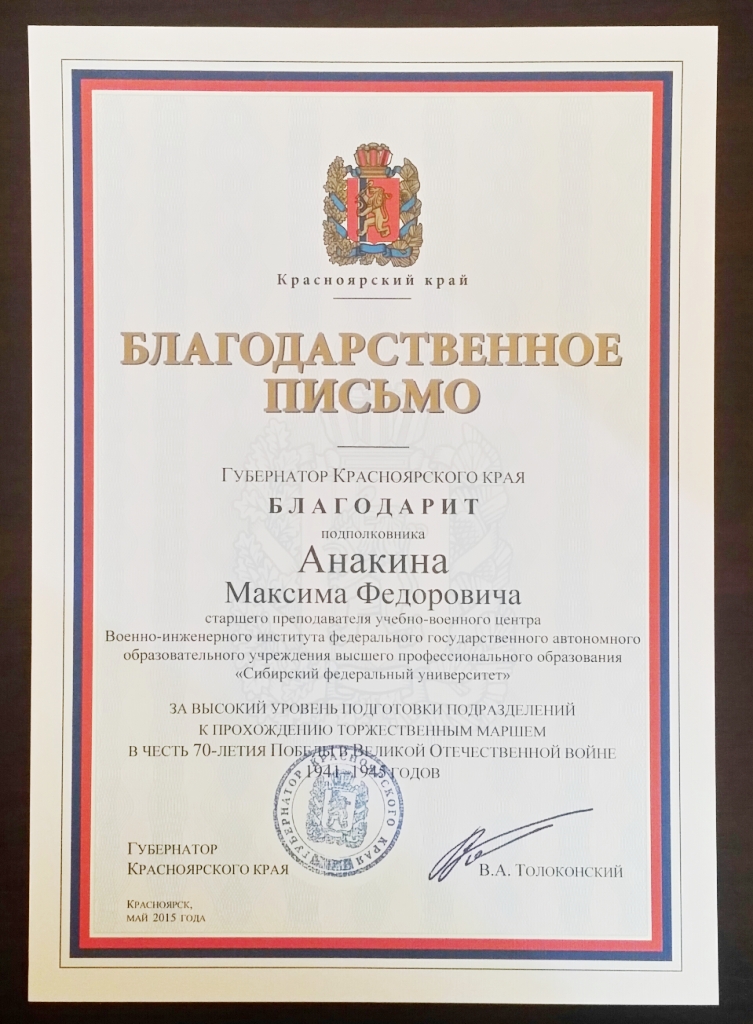 Красноярский край
БЛАГОДАРСТВЕННОЕ
ПИСЬМО
Губернатор Красноярского края
БЛАГОДАРИТ
подполковника
Анакина
Максима Федоровича
старшего преподавателя учебно-военного центра
Военно-инженерного института федерального государственного автономного
образовательного учреждения высшего профессионального образования
«Сибирский федеральный университет»
за высокий уровень подготовки подразделений
к прохождению торжественным маршем
в честь 70-летия Победы в Великой Отечественной войне
1941–1945 годов
ГУБЕРНАТОР КРАСНОЯРСКОГО КРАЯ
Губернатор
Красноярского края
В.А. Толоконский
Красноярск,
май 2015 года